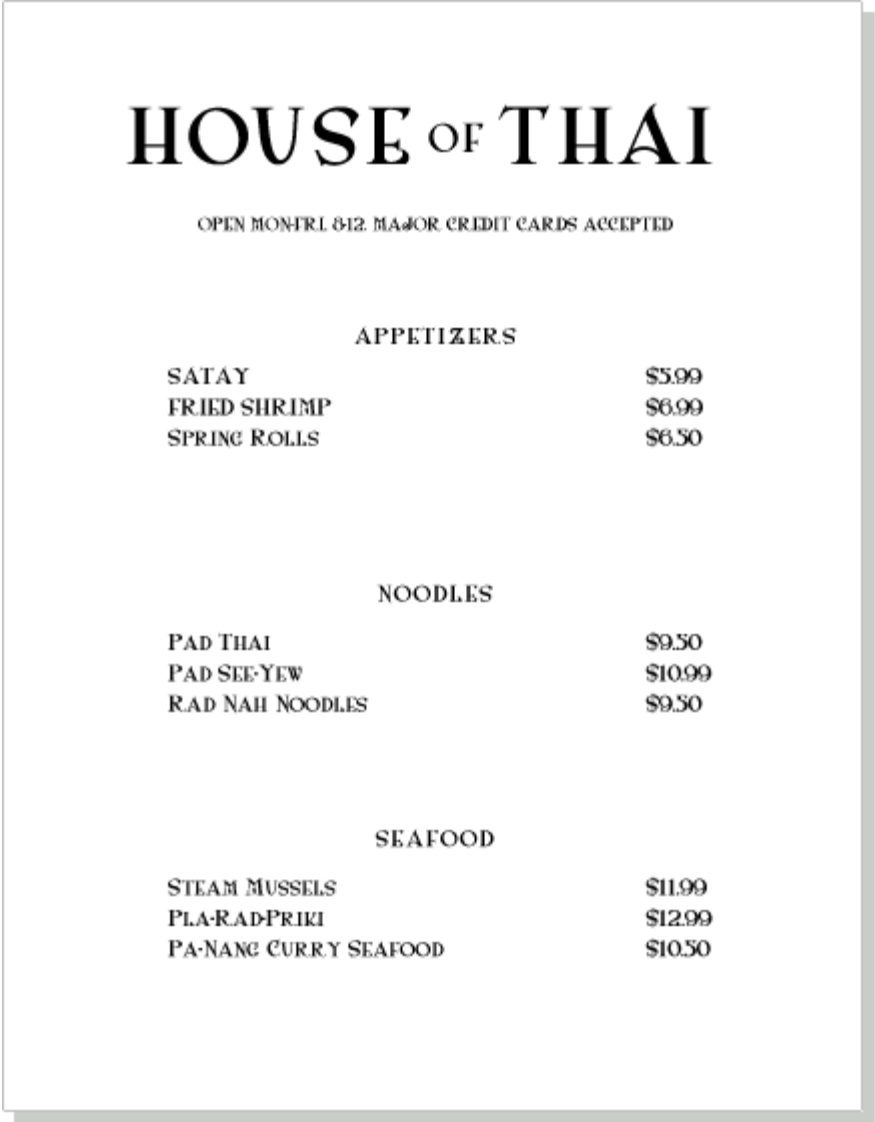 HOUSE OF THAI
OPEN MON-FRI. 8-12. MAJOR CREDIT CARDS ACCEPTED
APPETIZERS
SATAY $5.99
FRIED SHRIMP $6.99
SPRING ROLLS $6.50
NOODLES
PAD THAI $9.50
PAD SEE-YEW $10.99
RAD NAH NOODLES $9.50
SEAFOOD
STEAM MUSSELS $11.99
PLA-RAD-PRIKI $12.99
PA-NANG CURRY SEAFOOD $10.50